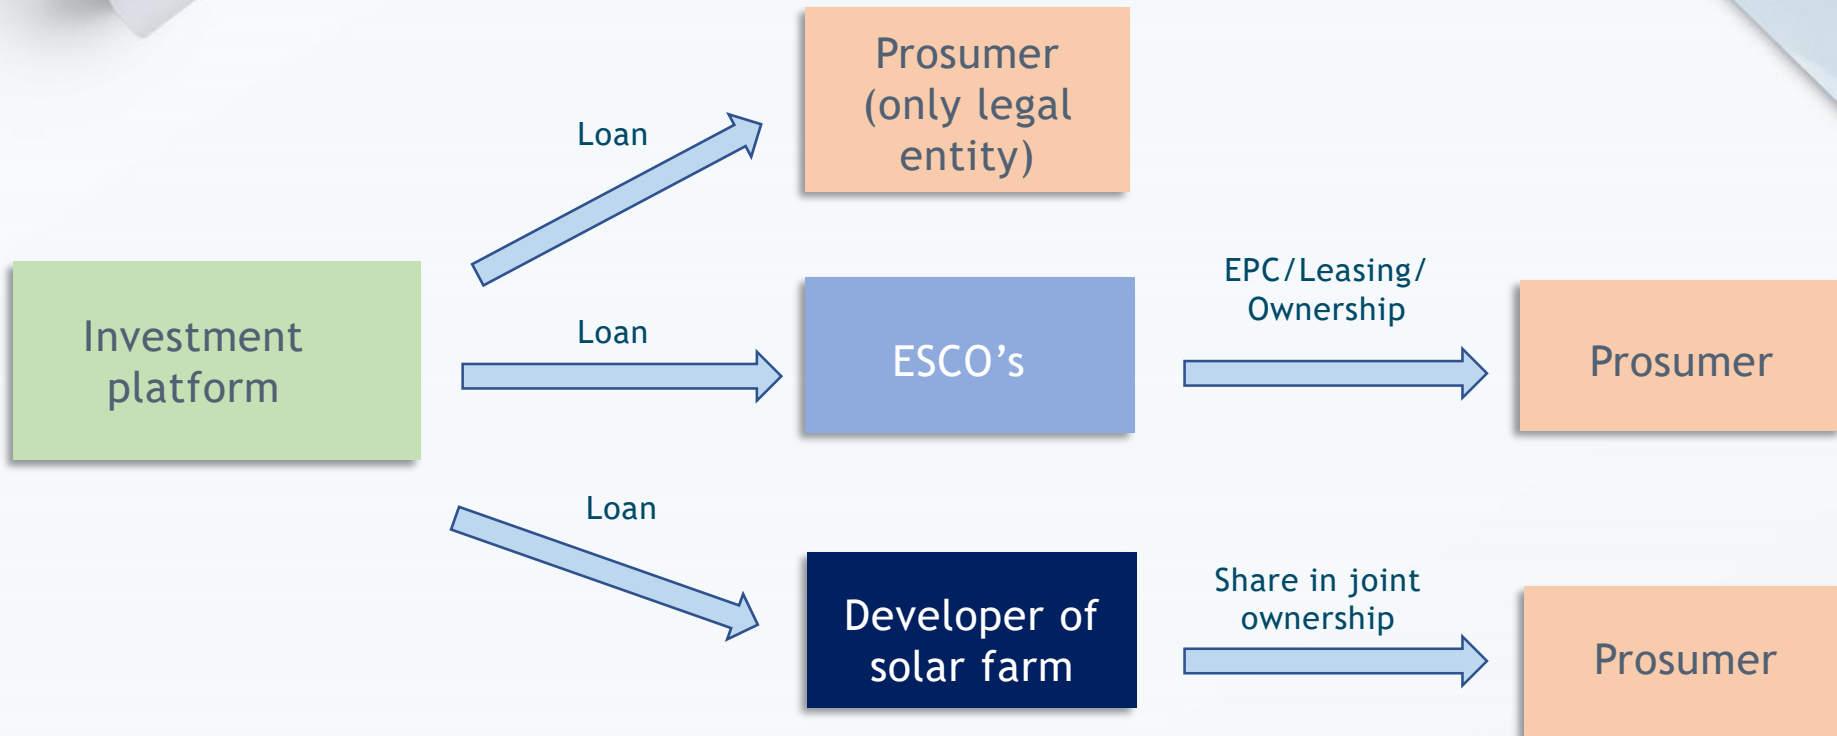 Prosumer
(only legal
entity)
Loan
Investment
platform
Loan
ESCO’s
EPC/Leasing/
Ownership
Prosumer
Loan
Developer of
solar farm
Share in joint
ownership
Prosumer